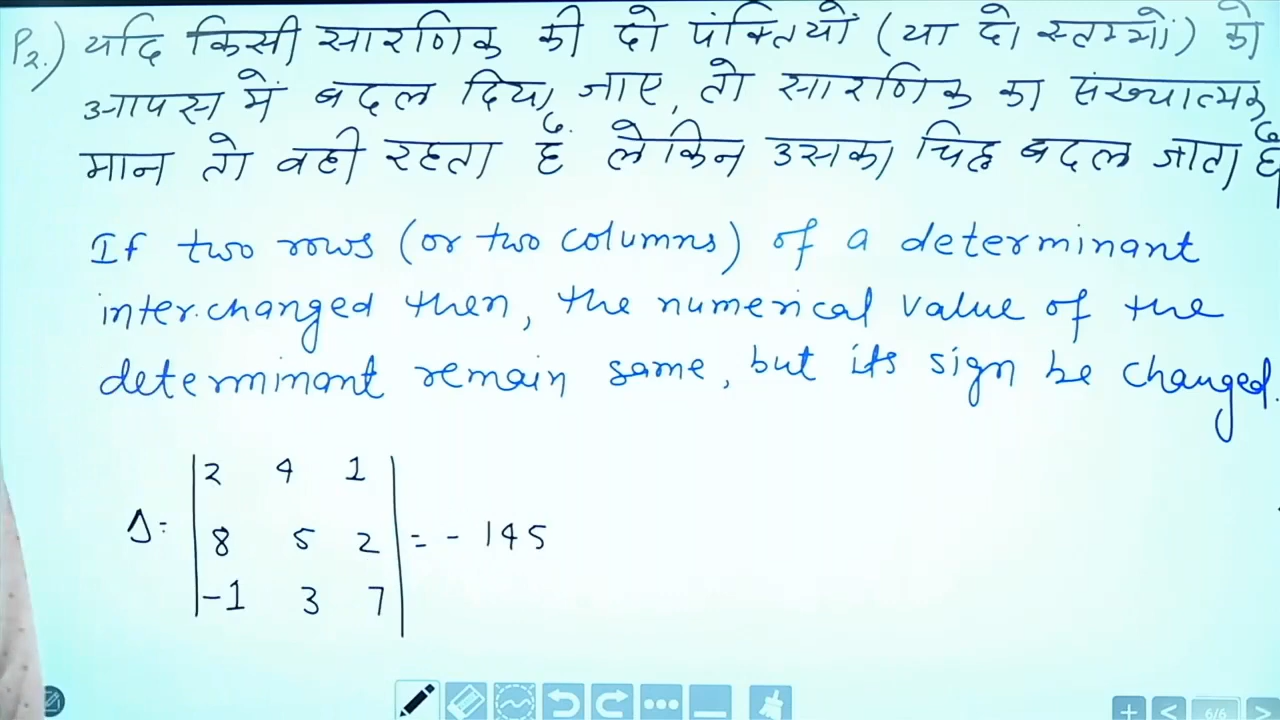 P2.) यदि किसी सारणिक की दो पंक्तियों (या दो स्तम्भों) को
आपस में बदल दिया जाए, तो सारणिक का संख्यात्मक
मान तो वही रहता है लेकिन उसका चिह्न बदल जाता है
If two rows (or two columns) of a determinant
interchanged then, the numerical value of the
determinant remain same, but its sign be changed.
2 4 1
Δ= 8 5 2 = - 145
-1 3 7
6/6